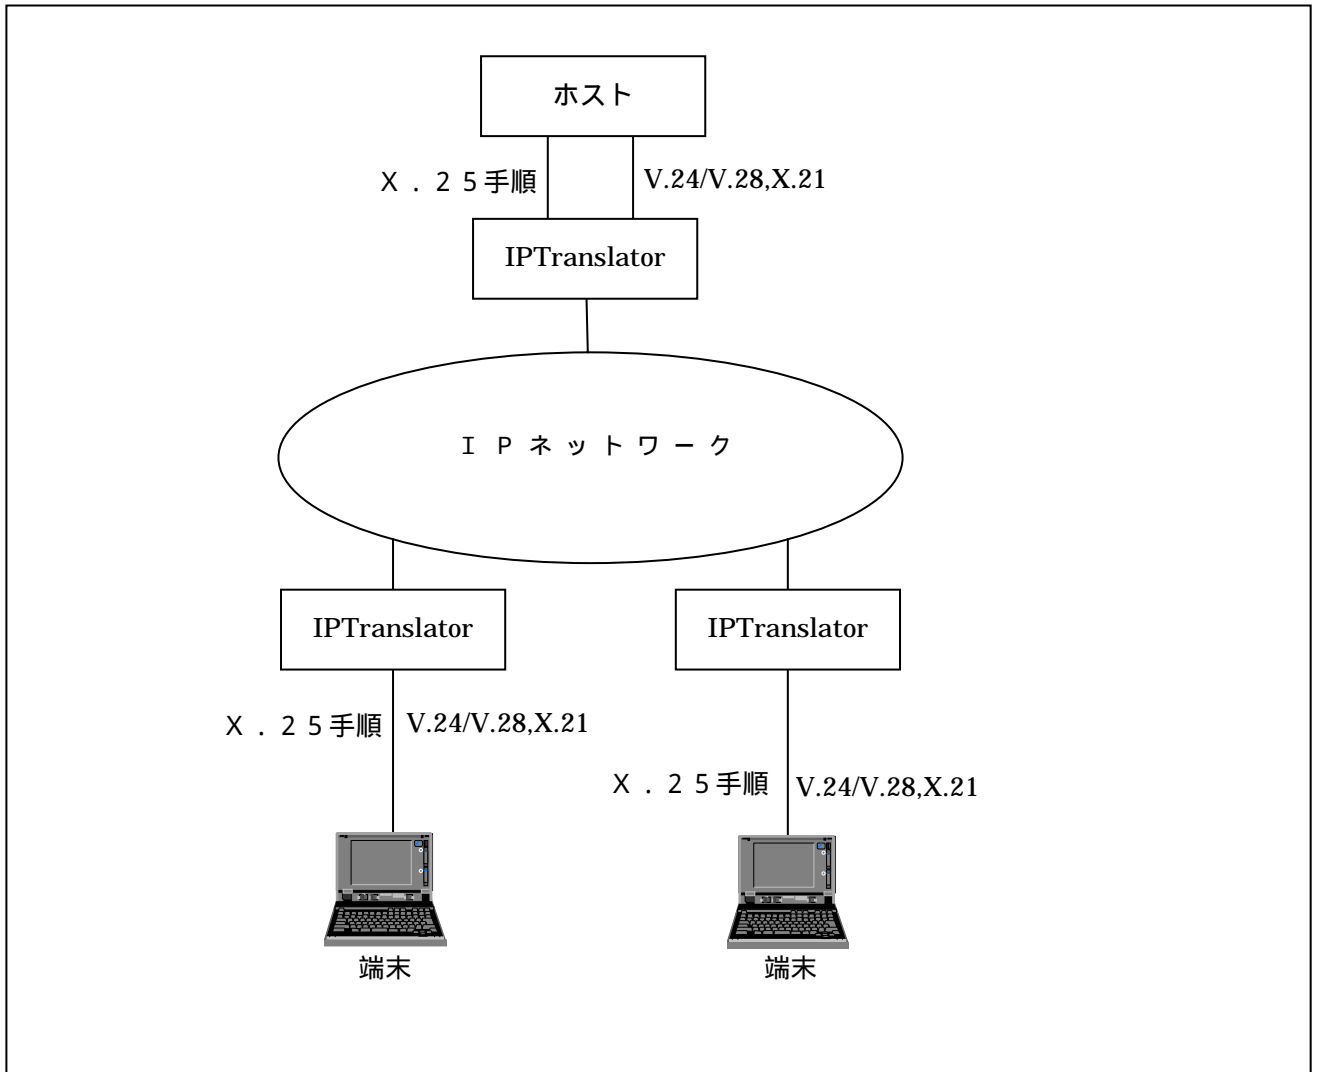 ホスト
Ｘ．２５手順
V.24/V.28,X.21
IPTranslator
ＩＰネットワーク
IPTranslator
IPTranslator
Ｘ．２５手順
V.24/V.28,X.21
Ｘ．２５手順
V.24/V.28,X.21
端末
端末